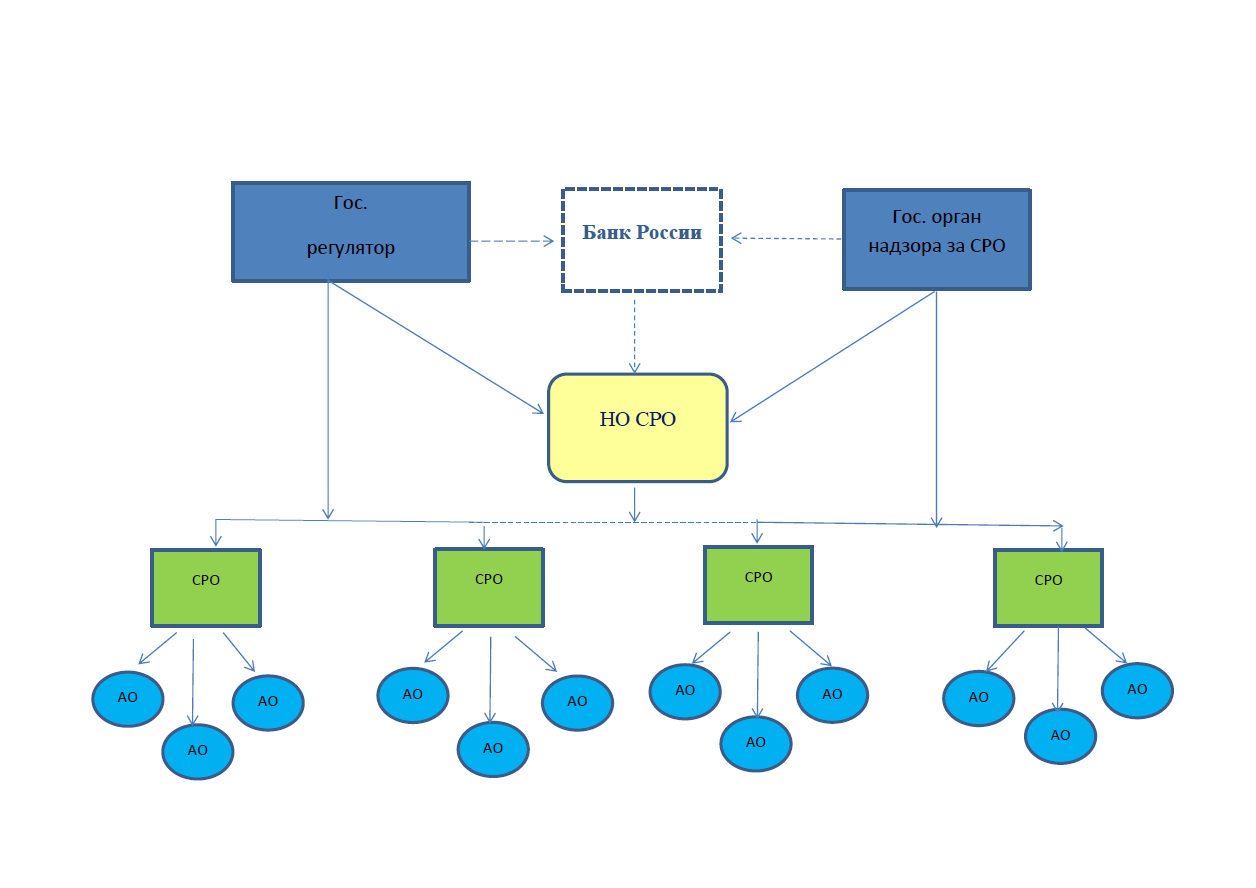 Гос.
регулятор
Банк России
Гос. орган
надзора за СРО
НО СРО
СРО
СРО
СРО
СРО
АО
АО
АО
АО
АО
АО
АО
АО
АО
АО
АО
АО